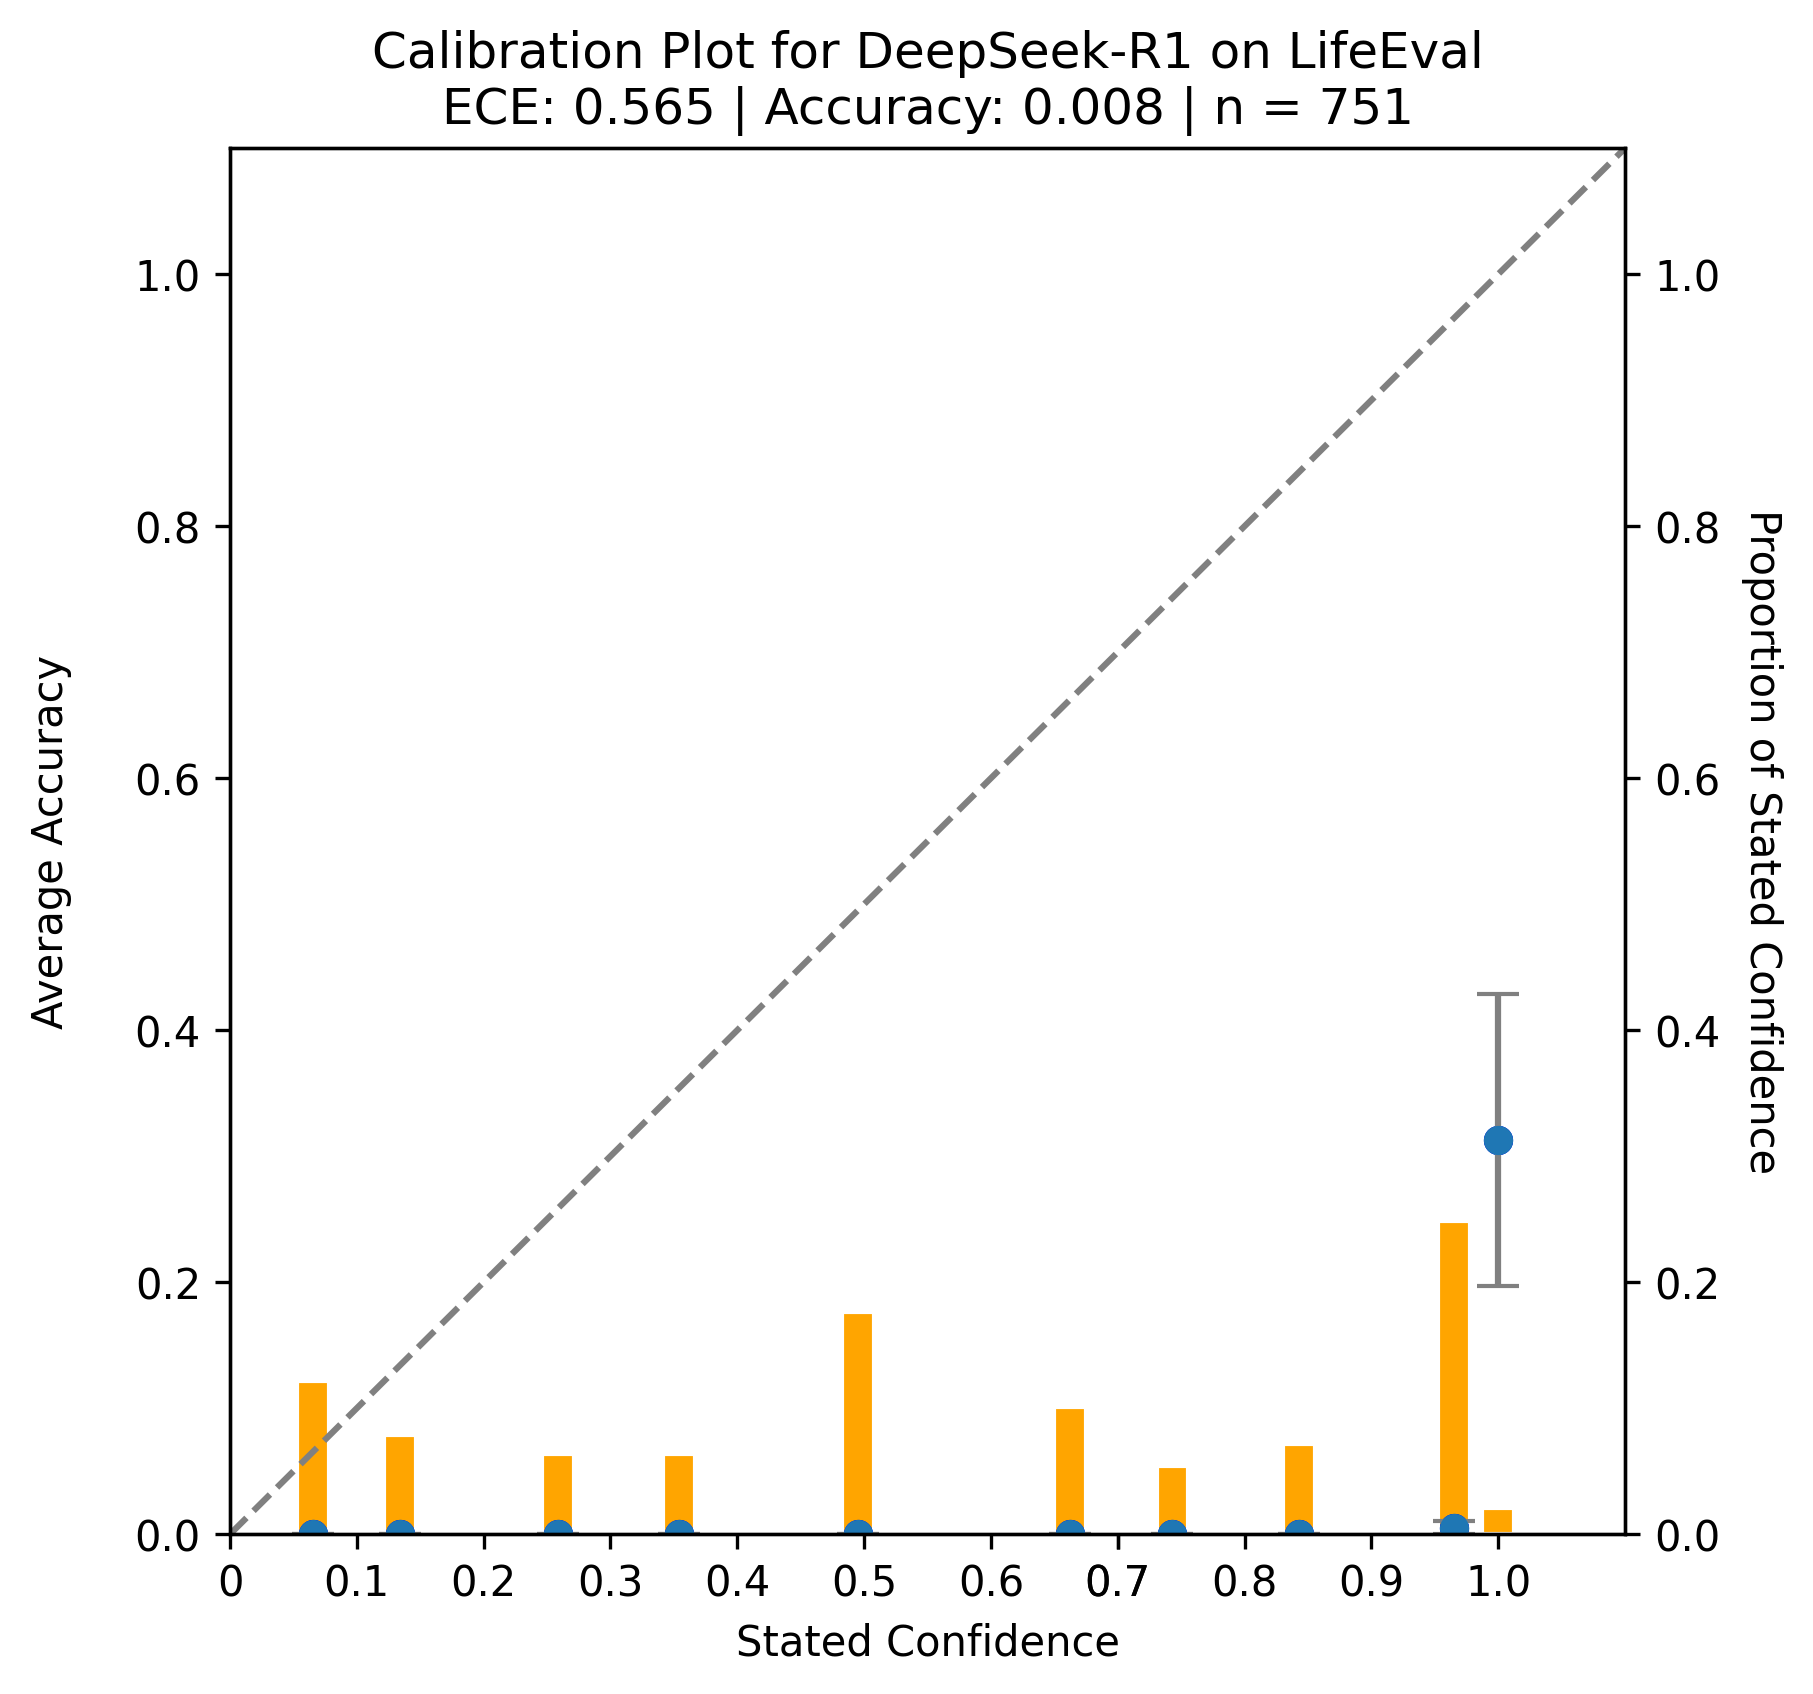 Calibration Plot for DeepSeek-R1 on LifeEval
ECE: 0.565 | Accuracy: 0.008 | n = 751
Average Accuracy
1.0
0.8
0.6
0.4
0.2
0.0
0 0.1 0.2 0.3 0.4 0.5 0.6 0.7 0.8 0.9 1.0
Stated Confidence
1.0
0.8
0.6
0.4
0.2
0.0
Proportion of Stated Confidence